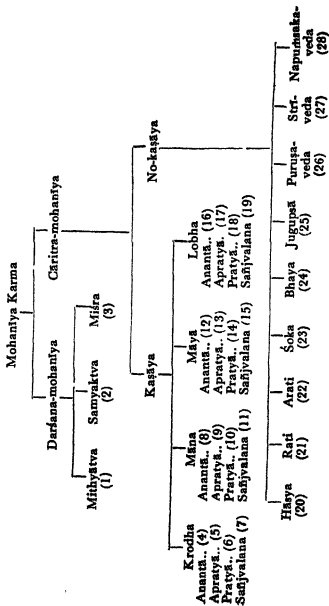 Mohanīya Karma
Darśana-mohanīya
Cāritra-mohanīya
Mithyātva
(1)
Samyaktva
(2)
Miśra
(3)
Kaṣāya
No-kaṣāya
Krodha
Anantā... (4)
Apratyā.. (5)
Pratyā.. (6)
Sañjvalana (7)
Māna
Anantā.. (8)
Apratyā.. (9)
Pratyā.. (10)
Sañjvalana (11)
Māyā
Anantā.. (12)
Apratyā.. (13)
Pratyā.. (14)
Sañjvalana (15)
Lobha
Anantā.. (16)
Apratyā.. (17)
Pratyā.. (18)
Sañjvalana (19)
Hāsya
(20)
Rati
(21)
Arati
(22)
Śoka
(23)
Bhaya
(24)
Jugupsā
(25)
Puruṣa-
veda
(26)
Strī-
veda
(27)
Napuṁsaka-
veda
(28)